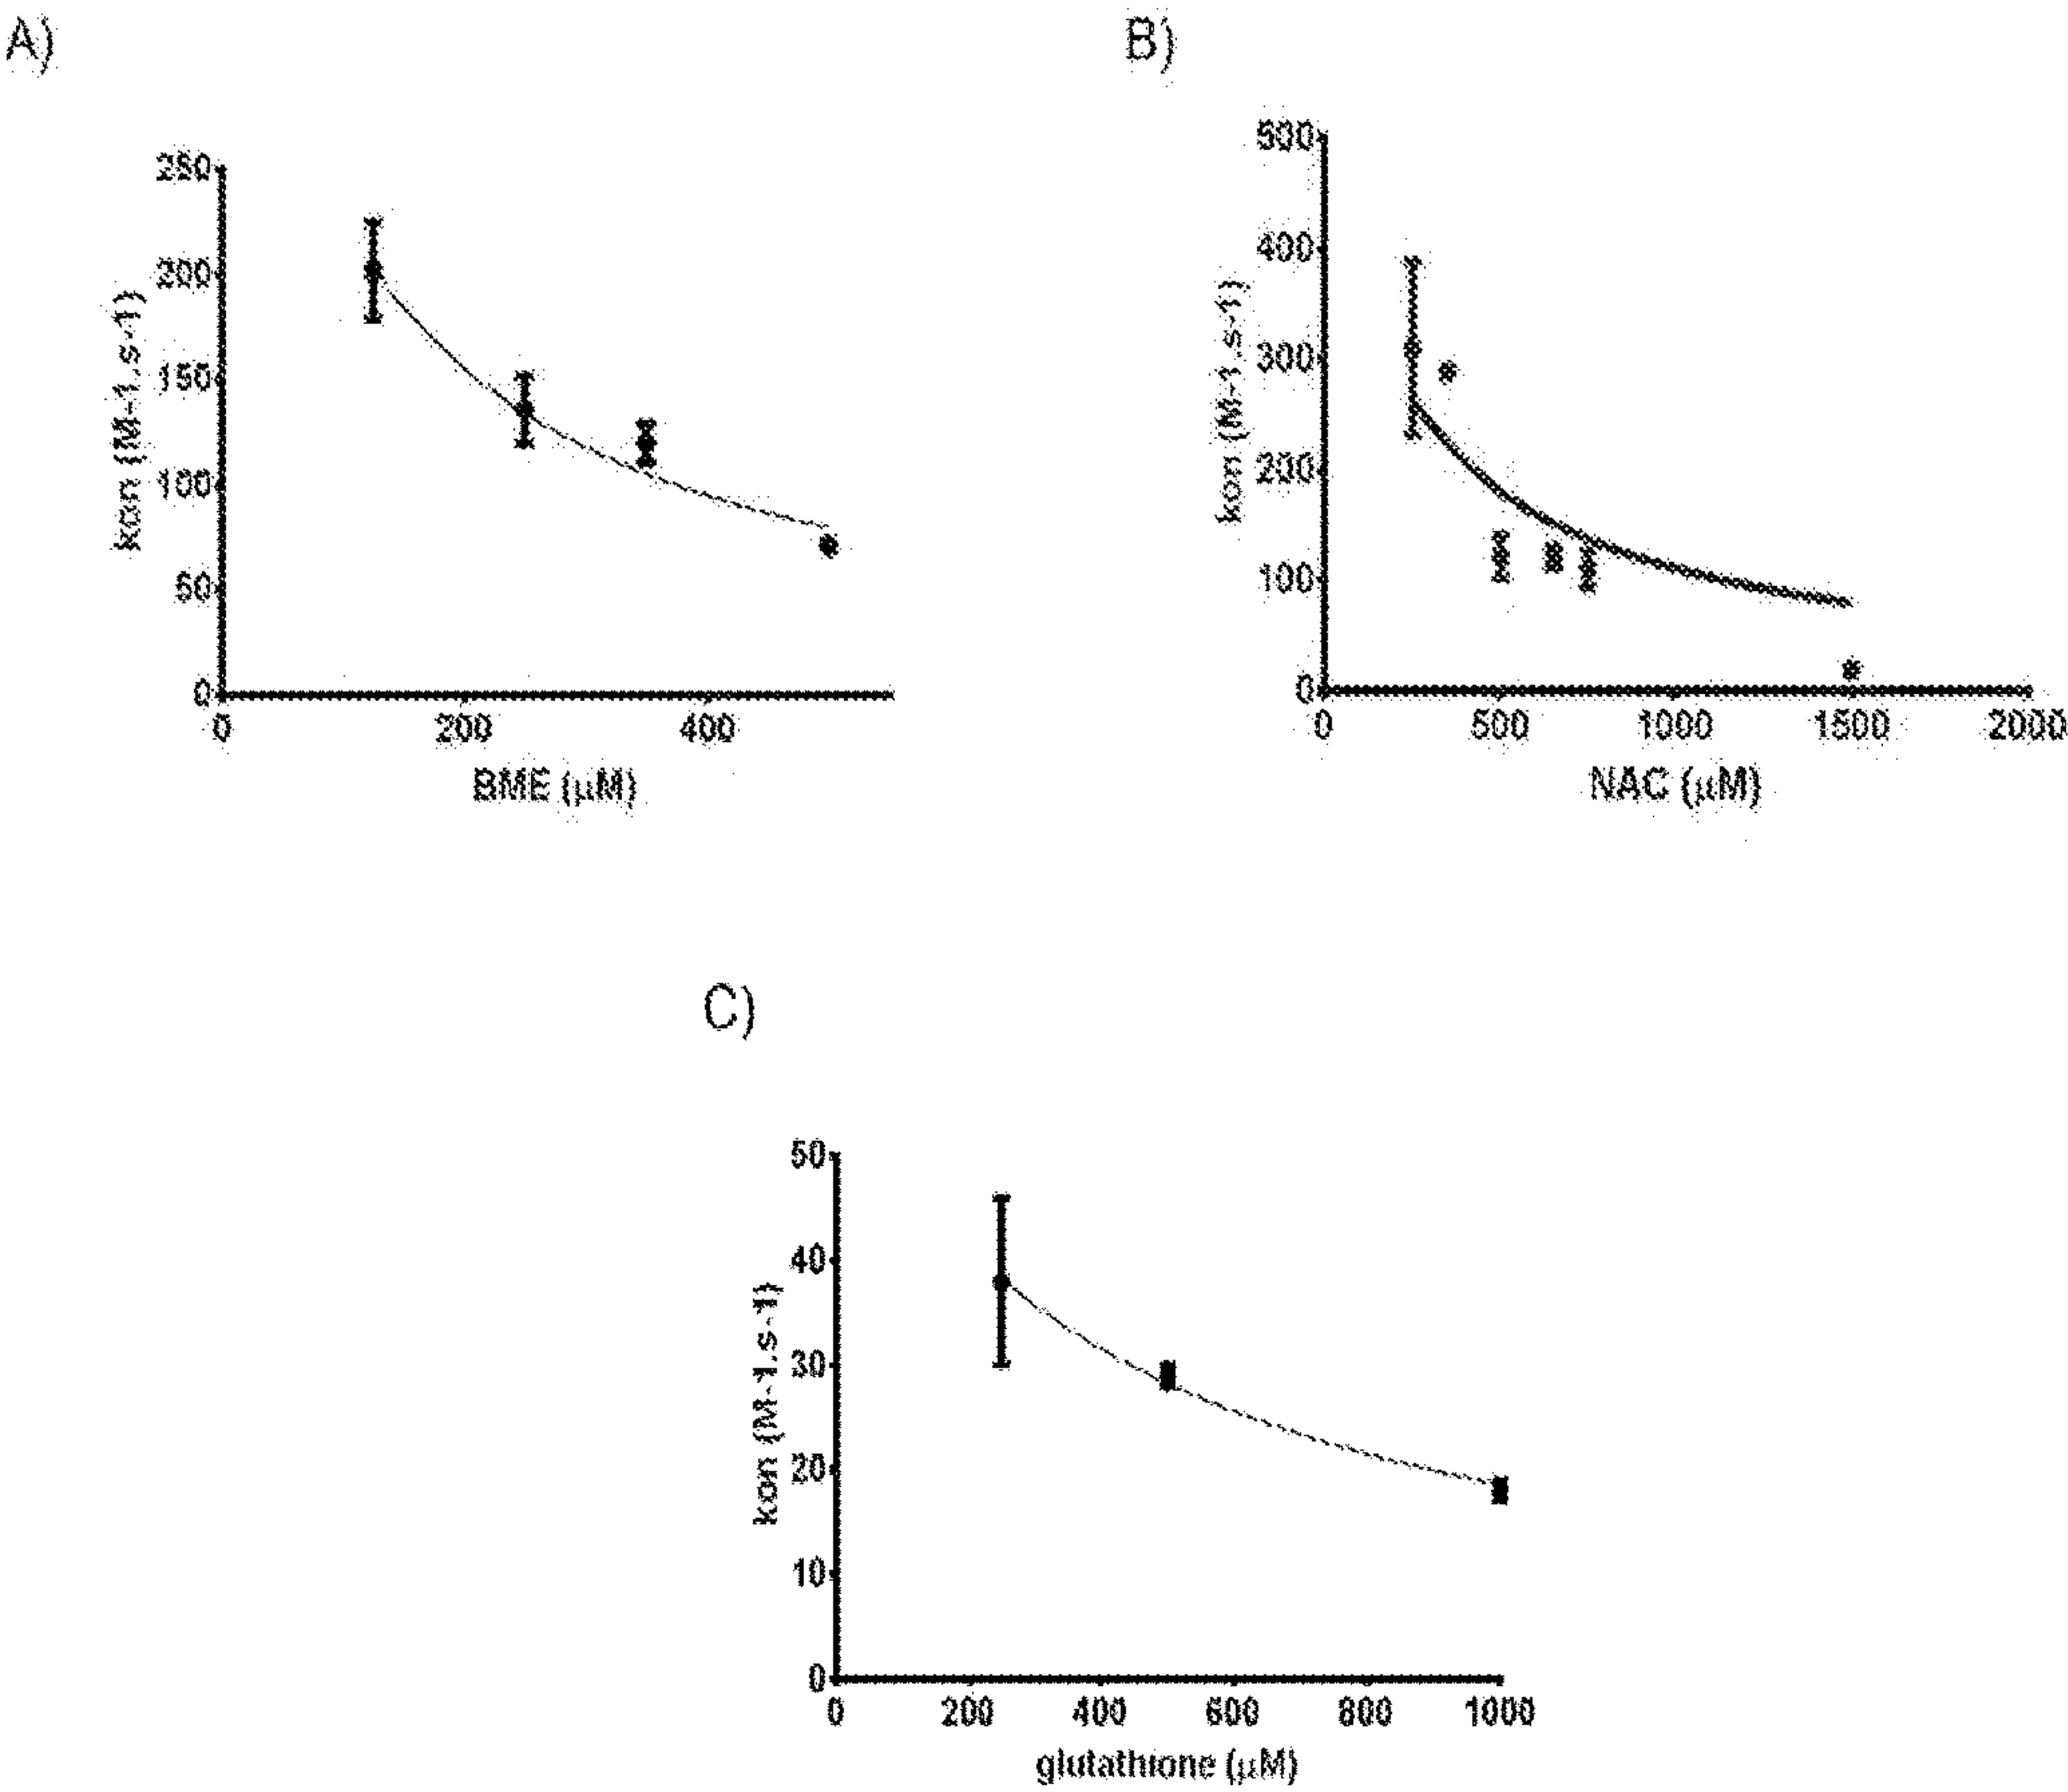 A)
B)
250
200
150
100
50
0
0 200 400
kon (M-1.s-1)
BME (µM)
500
400
300
200
100
0
0 500 1000 1500 2000
kon (M-1.s-1)
NAC (µM)
C)
50
40
30
20
10
0
0 200 400 600 800 1000
kon (M-1.s-1)
glutathione (µM)